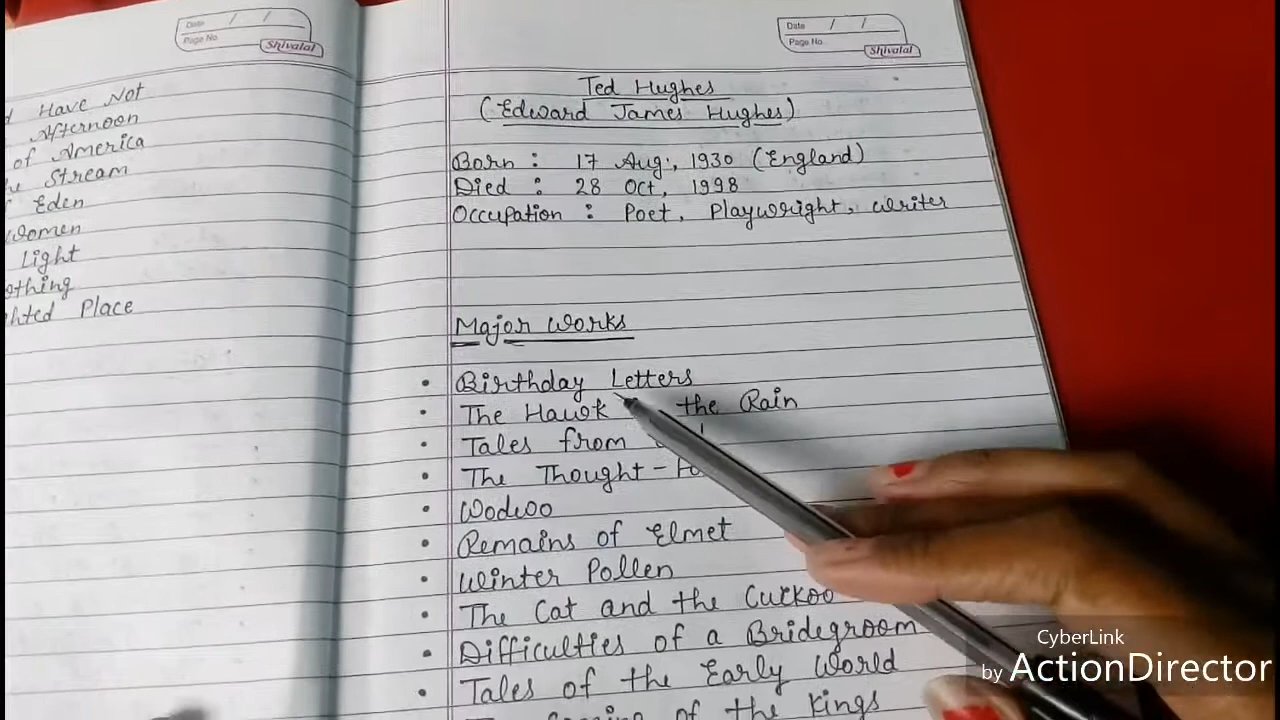 Date / /
Page No.
Shivalal
d Have Not
Afternoon
of America
Stream
Eden
Women
Light
othing
hted Place
Date / /
Page No.
Shivalal
Ted Hughes
(Edward James Hughes)
Born : 17 Aug., 1930 (England)
Died : 28 Oct, 1998
Occupation : Poet, Playwright, Writer
Major Works
• Birthday Letters
• The Hawk the Rain
• Tales from
• The Thought - Fo
• Wodwo
• Remains of Elmet
• Winter Pollen
• The Cat and the Cuckoo
• Difficulties of a Bridegroom
• Tales of the Early World
of the Kings
CyberLink
by ActionDirector